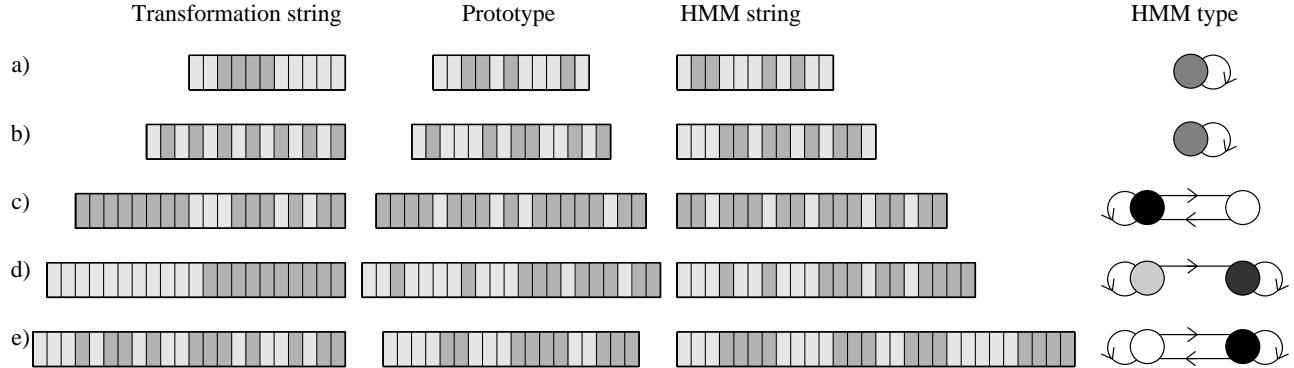 Transformation string Prototype HMM string HMM type
a)
b)
c)
d)
e)